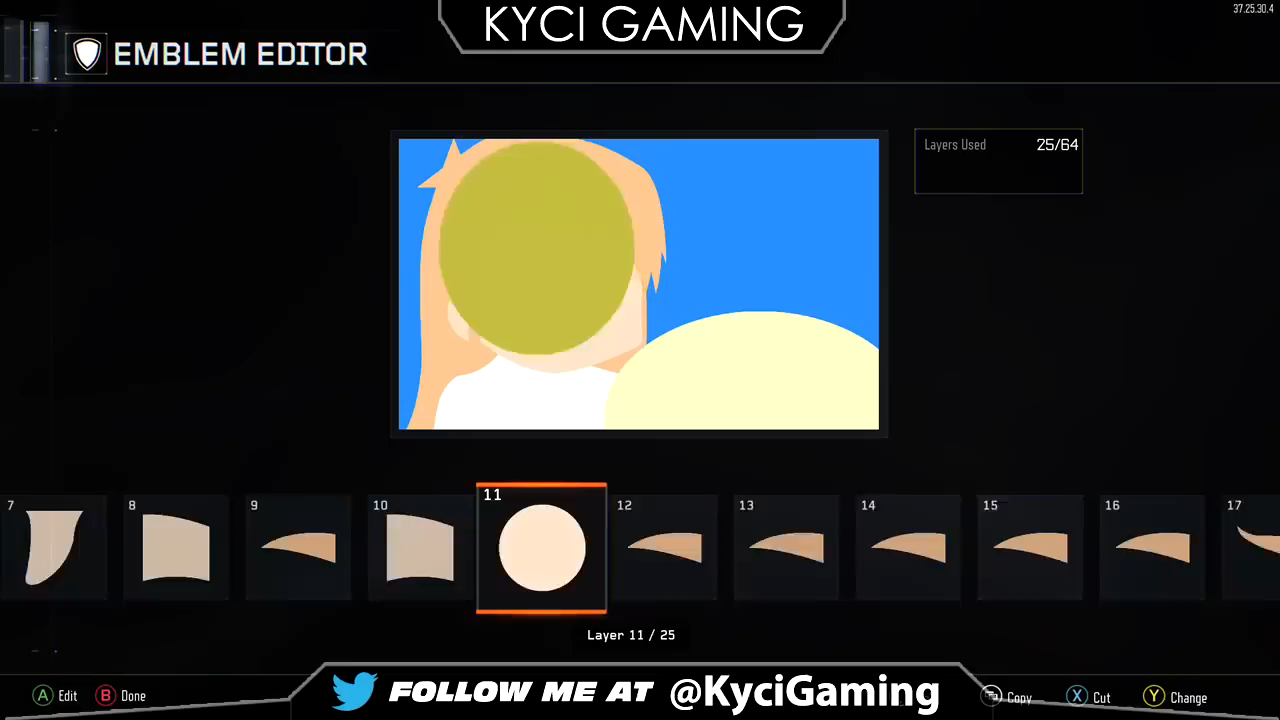 KYCI GAMING
37.25.30.4
EMBLEM EDITOR
Layers Used 25/64
7 8 9 10 11 12 13 14 15 16 17
Layer 11 / 25
A Edit B Done
FOLLOW ME AT @KyciGaming
Copy X Cut Y Change